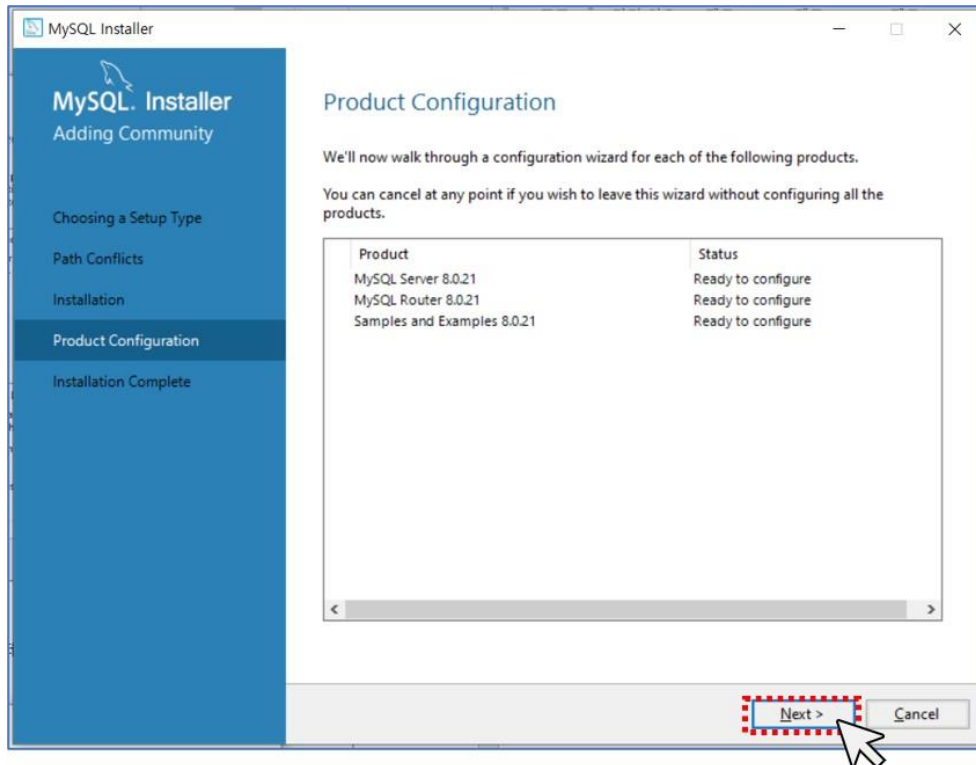 MySQL Installer
MySQL. Installer
Adding Community
Choosing a Setup Type
Path Conflicts
Installation
Product Configuration
Installation Complete
Product Configuration
We'll now walk through a configuration wizard for each of the following products.
You can cancel at any point if you wish to leave this wizard without configuring all the
products.
Product Status
MySQL Server 8.0.21 Ready to configure
MySQL Router 8.0.21 Ready to configure
Samples and Examples 8.0.21 Ready to configure
Next >
Cancel